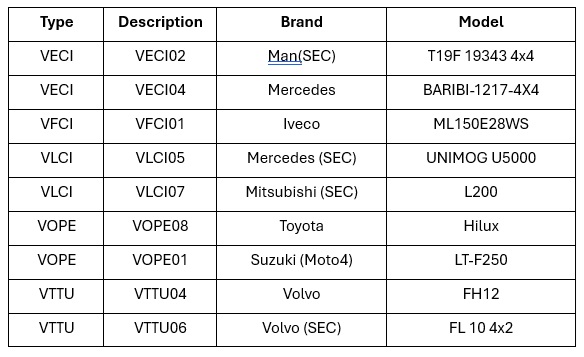 Type Description Brand Model
VECI VECI02 Man(SEC) T19F 19343 4x4
VECI VECI04 Mercedes BARIBI-1217-4X4
VFCI VFCI01 Iveco ML150E28WS
VLCI VLCI05 Mercedes (SEC) UNIMOG U5000
VLCI VLCI07 Mitsubishi (SEC) L200
VOPE VOPE08 Toyota Hilux
VOPE VOPE01 Suzuki (Moto4) LT-F250
VTTU VTTU04 Volvo FH12
VTTU VTTU06 Volvo (SEC) FL 10 4x2